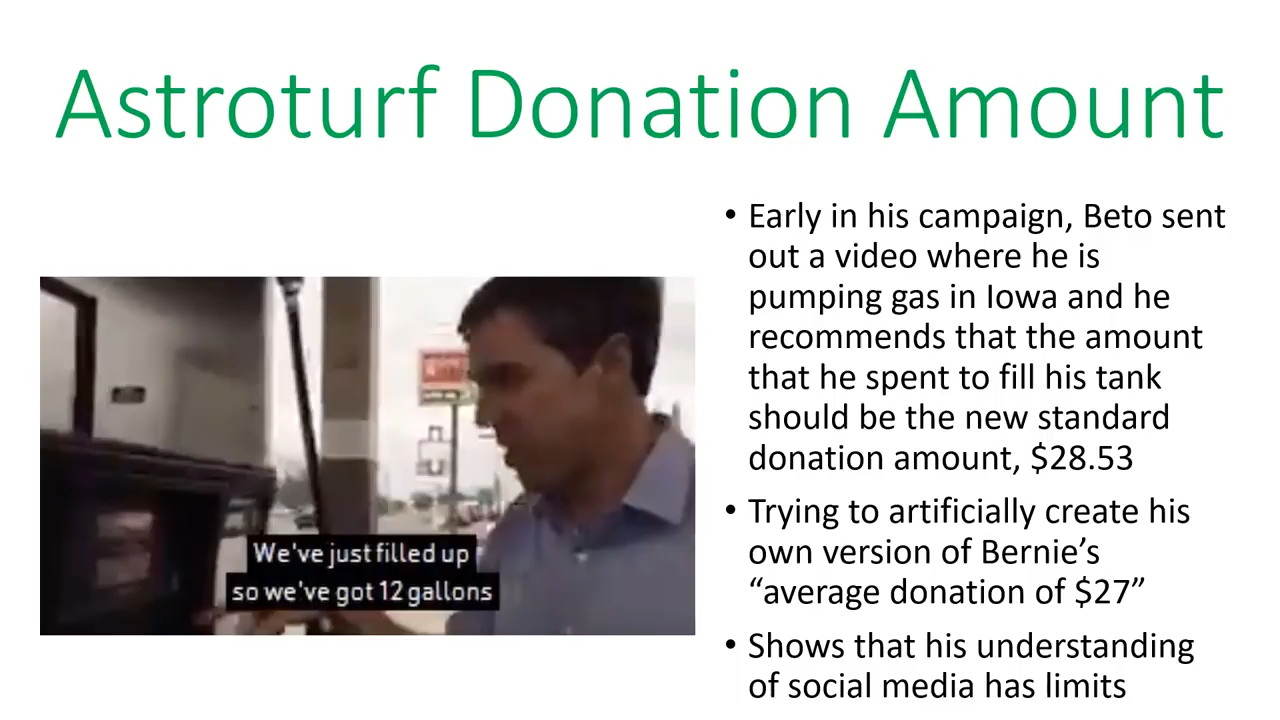 Astroturf Donation Amount
• Early in his campaign, Beto sent
out a video where he is
pumping gas in Iowa and he
recommends that the amount
that he spent to fill his tank
should be the new standard
donation amount, $28.53
• Trying to artificially create his
own version of Bernie’s
“average donation of $27”
• Shows that his understanding
of social media has limits
We've just filled up
so we've got 12 gallons